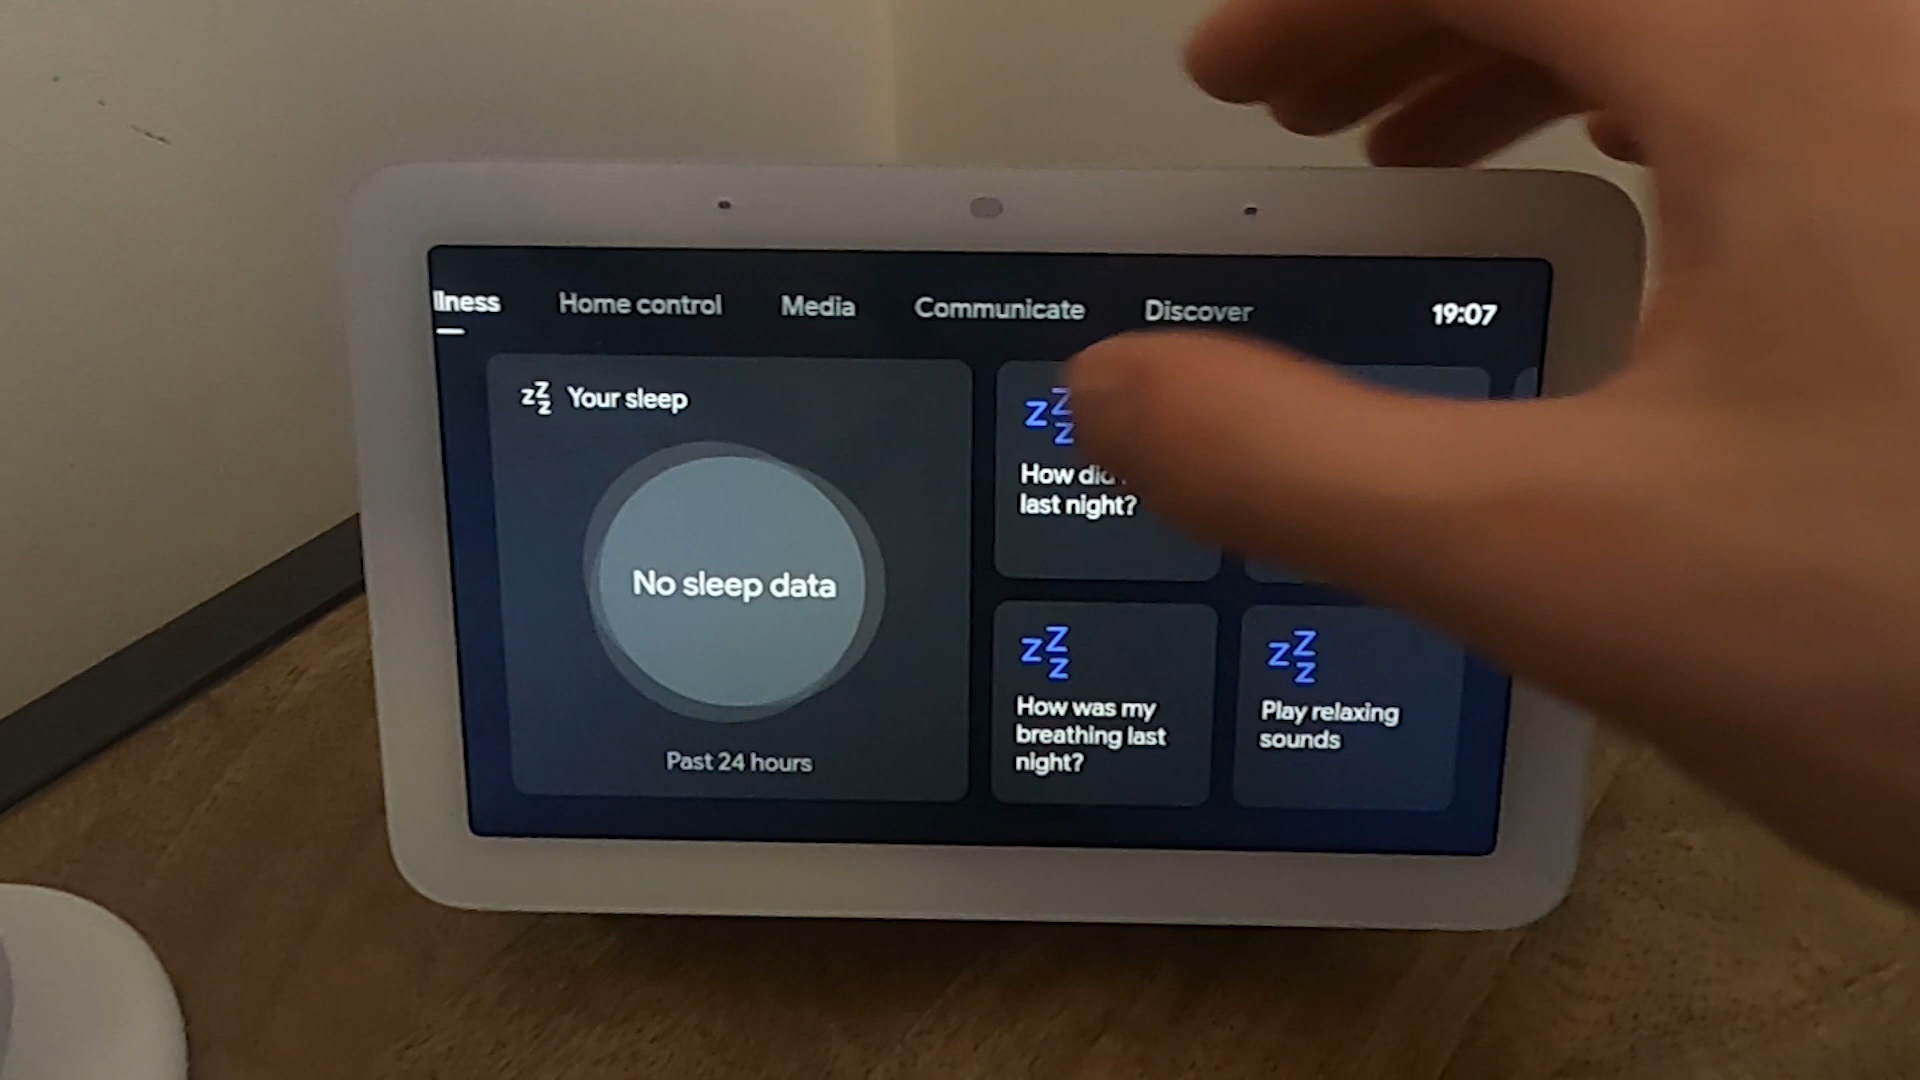 llness Home control Media Communicate Discover 19:07
Your sleep
No sleep data
Past 24 hours
How
last night?
How was my
breathing last
night?
Play relaxing
sounds